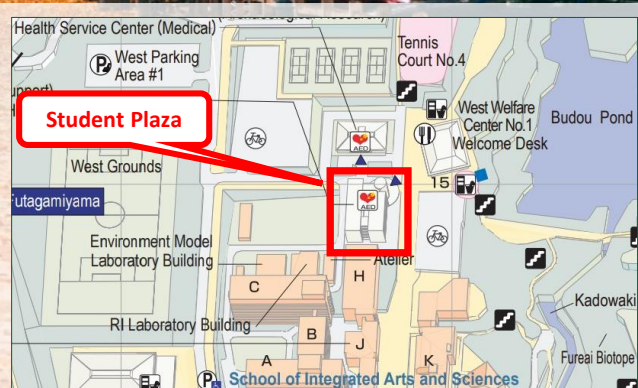 Health Service Center (Medical)
West Parking
Area #1
Tennis
Court No.4
AED
West Welfare
Center No.1
Welcome Desk
Budou Pond
Student Plaza
West Grounds
15
AED
Environment Model
Laboratory Building
Atelier
C
H
Kadowaki
RI Laboratory Building
B
J
Fureai Biotope
A
K
P
School of Integrated Arts and Sciences